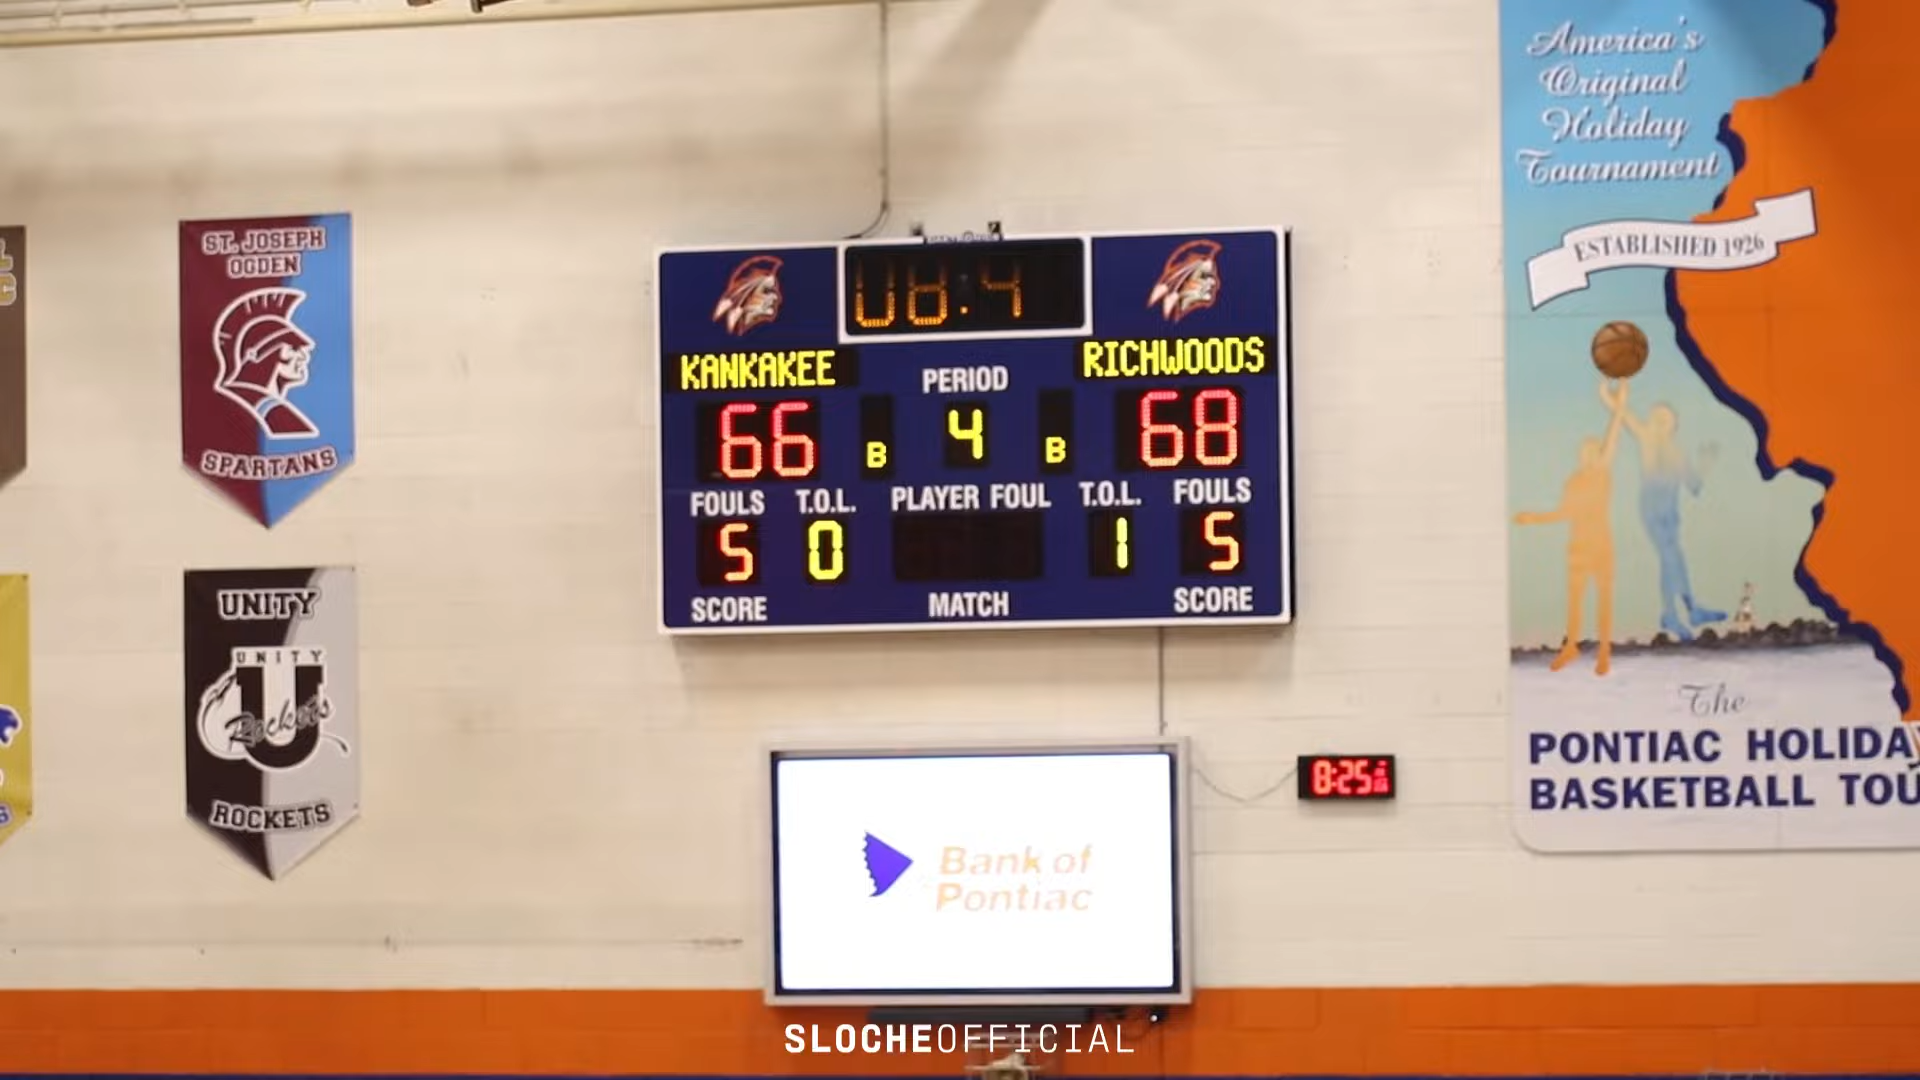 America's
Original
Holiday
Tournament
ESTABLISHED 1926
ST. JOSEPH
OGDEN
SPARTANS
UNITY
UNITY
U
Rockets
ROCKETS
08.4
KANKAKEE
PERIOD
RICHWOODS
66 B 4 B 68
FOULS T.O.L. PLAYER FOUL T.O.L. FOULS
5 0 1 5
SCORE MATCH SCORE
8:25
Bank of
Pontiac
The
PONTIAC HOLIDAY
BASKETBALL TOU
SLOCHEOFFICIAL